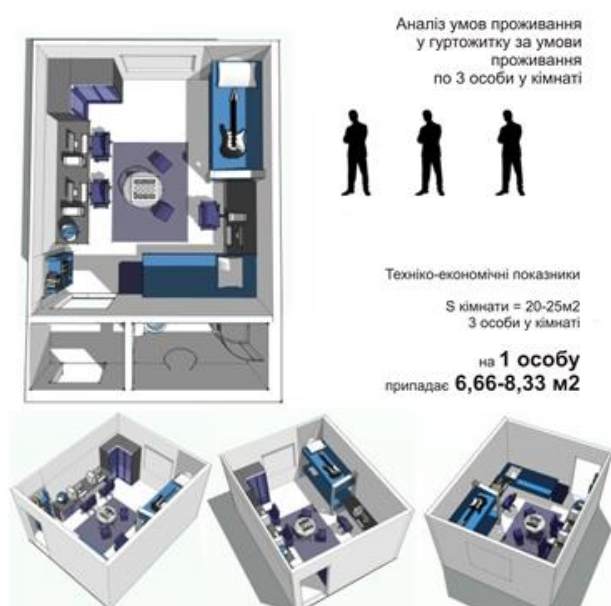 Аналіз умов проживання
у гуртожитку за умови
проживання
по 3 особи у кімнаті
Техніко-економічні показники
S кімнати = 20-25м2
3 особи у кімнаті
на 1 особу
припадає 6,66-8,33 м2